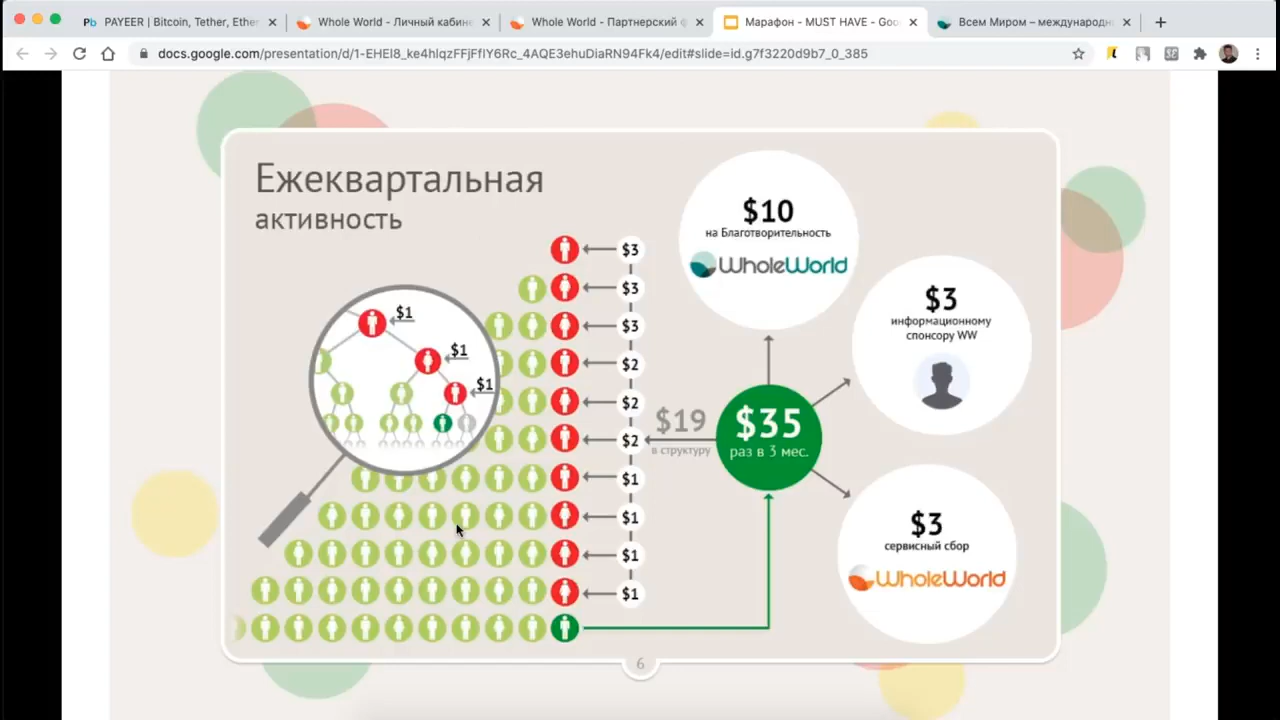 PAYEER | Bitcoin, Tether, Ether
Whole World - Личный кабине
Whole World - Партнерский ф
Марафон - MUST HAVE - Goo
Всем Миром – международн
docs.google.com/presentation/d/1-EHEl8_ke4hlqzFFjFfIY6Rc_4AQE3ehuDiaRN94Fk4/edit#slide=id.g7f3220d9b7_0_385
Ежеквартальная
активность
$1
$1
$1
$3
$3
$3
$2
$2
$2
$1
$1
$1
$1
$19
в структуру
$35
раз в 3 мес.
$10
на Благотворительность
WholeWorld
$3
информационному
спонсору WW
$3
сервисный сбор
WholeWorld
6